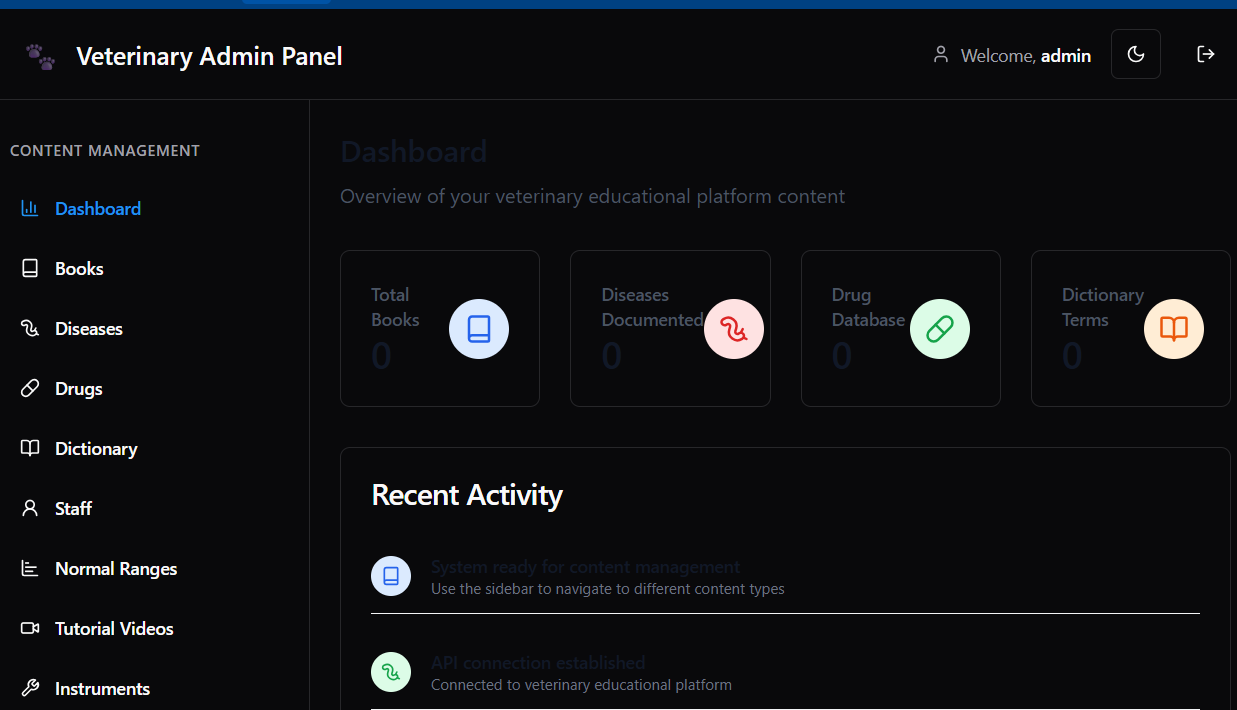 Veterinary Admin Panel
Welcome, admin
CONTENT MANAGEMENT
Dashboard
Books
Diseases
Drugs
Dictionary
Staff
Normal Ranges
Tutorial Videos
Instruments
Dashboard
Overview of your veterinary educational platform content
Total
Books
0
Diseases
Documented
0
Drug
Database
0
Dictionary
Terms
0
Recent Activity
System ready for content management
Use the sidebar to navigate to different content types
API connection established
Connected to veterinary educational platform